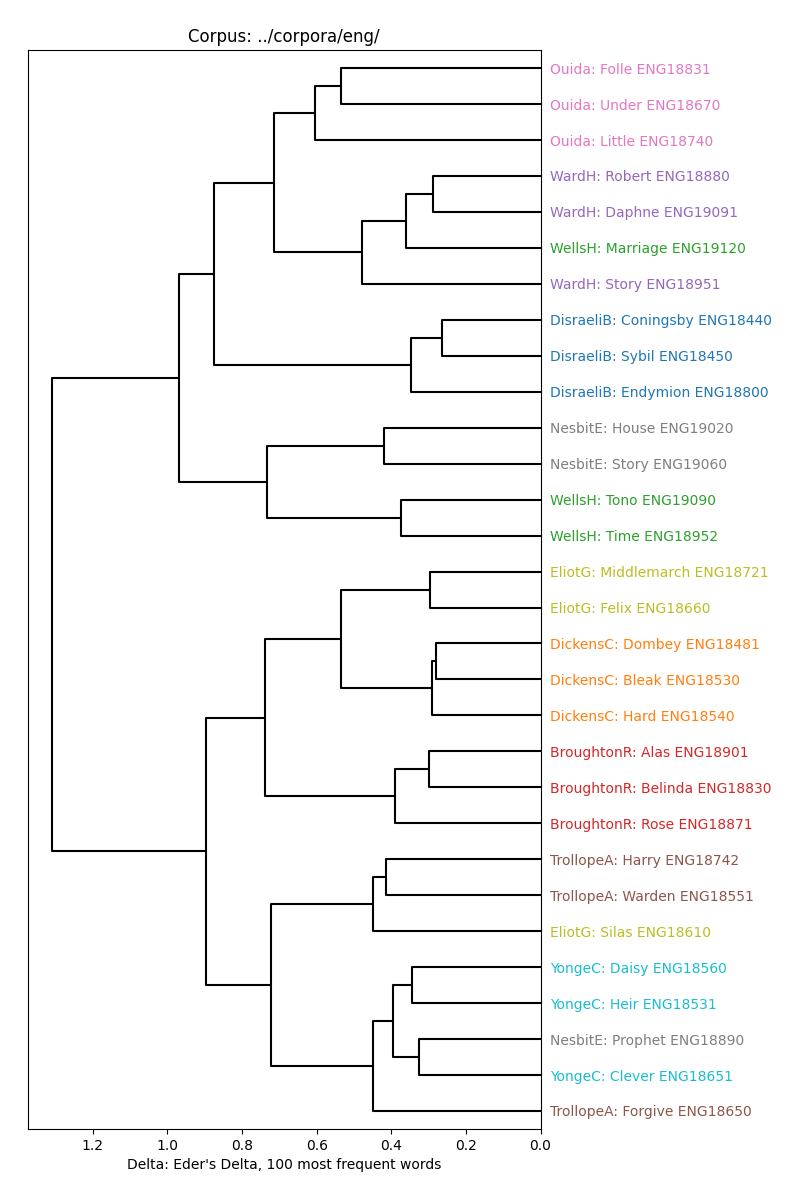 Corpus: ../corpora/eng/
Ouida: Folle ENG18831
Ouida: Under ENG18670
Ouida: Little ENG18740
WardH: Robert ENG18880
WardH: Daphne ENG19091
WellsH: Marriage ENG19120
WardH: Story ENG18951
DisraeliB: Coningsby ENG18440
DisraeliB: Sybil ENG18450
DisraeliB: Endymion ENG18800
NesbitE: House ENG19020
NesbitE: Story ENG19060
WellsH: Tono ENG19090
WellsH: Time ENG18952
EliotG: Middlemarch ENG18721
EliotG: Felix ENG18660
DickensC: Dombey ENG18481
DickensC: Bleak ENG18530
DickensC: Hard ENG18540
BroughtonR: Alas ENG18901
BroughtonR: Belinda ENG18830
BroughtonR: Rose ENG18871
TrollopeA: Harry ENG18742
TrollopeA: Warden ENG18551
EliotG: Silas ENG18610
YongeC: Daisy ENG18560
YongeC: Heir ENG18531
NesbitE: Prophet ENG18890
YongeC: Clever ENG18651
TrollopeA: Forgive ENG18650
1.2 1.0 0.8 0.6 0.4 0.2 0.0
Delta: Eder's Delta, 100 most frequent words